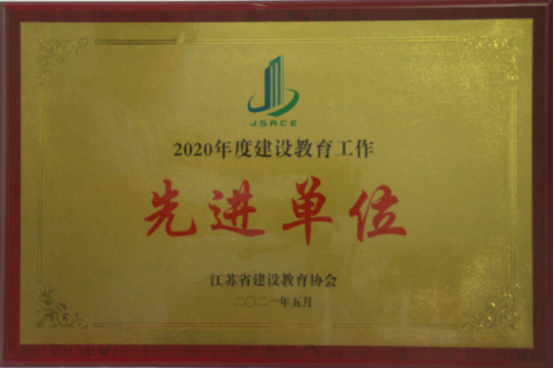 JSACE
2020年度建设教育工作
先进单位
江苏省建设教育协会
二〇二一年五月